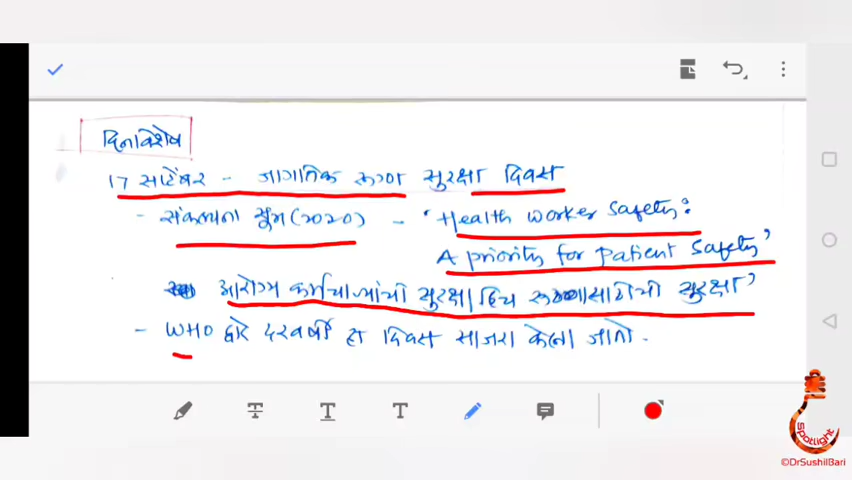 दिनविशेष
17 सप्टेंबर - जागतिक रुग्ण सुरक्षा दिवस
- संकल्पना थीम (2020) - 'Health Worker Safety:
A priority for Patient Safety'
आरोग्य कर्मचाऱ्यांची सुरक्षा हिच रुग्णासाठीची सुरक्षा'
- WHO द्वारे दरवर्षी हा दिवस साजरा केला जातो.
T T T
Spotlight
©DrSushilBari